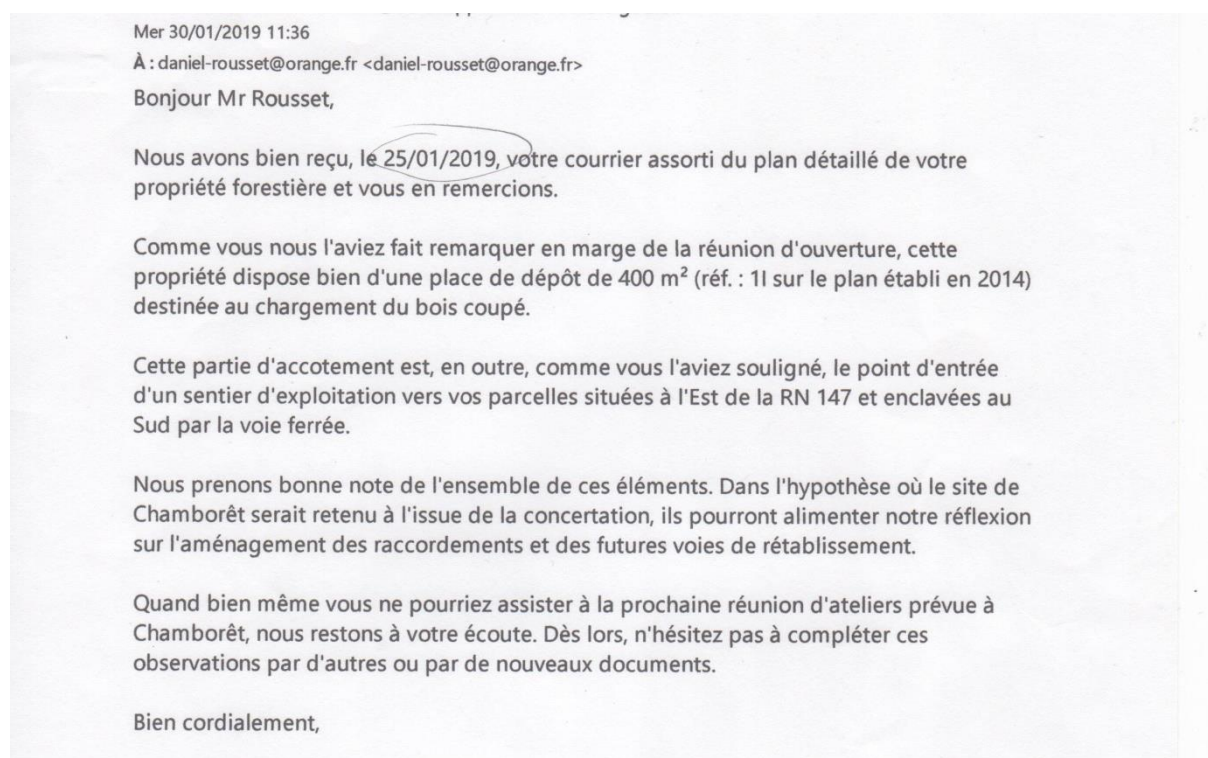 Mer 30/01/2019 11:36
À : daniel-rousset@orange.fr <daniel-rousset@orange.fr>
Bonjour Mr Rousset,
Nous avons bien reçu, le 25/01/2019, votre courrier assorti du plan détaillé de votre
propriété forestière et vous en remercions.
Comme vous nous l'aviez fait remarquer en marge de la réunion d'ouverture, cette
propriété dispose bien d'une place de dépôt de 400 m² (réf. : 1I sur le plan établi en 2014)
destinée au chargement du bois coupé.
Cette partie d'accotement est, en outre, comme vous l'aviez souligné, le point d'entrée
d'un sentier d'exploitation vers vos parcelles situées à l'Est de la RN 147 et enclavées au
Sud par la voie ferrée.
Nous prenons bonne note de l'ensemble de ces éléments. Dans l'hypothèse où le site de
Chamborêt serait retenu à l'issue de la concertation, ils pourront alimenter notre réflexion
sur l'aménagement des raccordements et des futures voies de rétablissement.
Quand bien même vous ne pourriez assister à la prochaine réunion d'ateliers prévue à
Chamborêt, nous restons à votre écoute. Dès lors, n'hésitez pas à compléter ces
observations par d'autres ou par de nouveaux documents.
Bien cordialement,